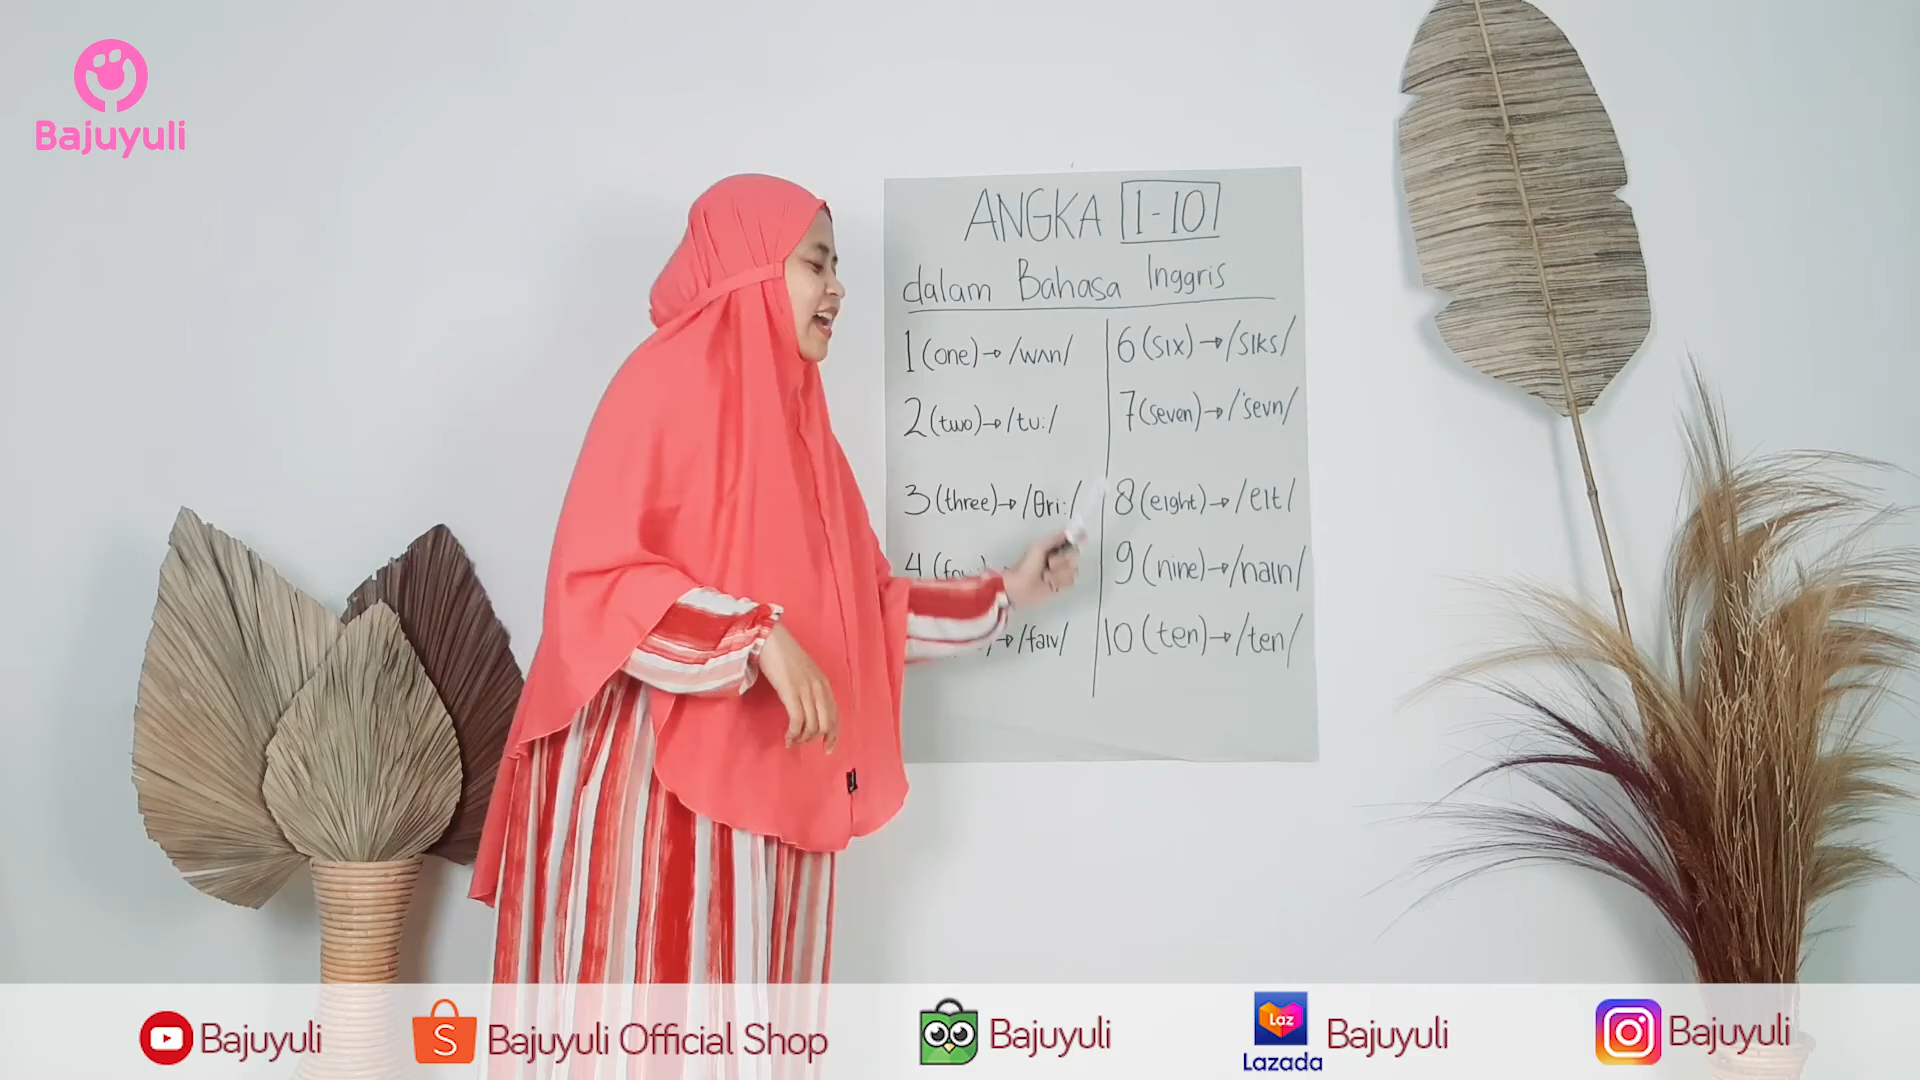 Bajuyuli
ANGKA 1-10
dalam Bahasa Inggris
1 (one) → /wʌn/
2 (two) → /tu:/
3 (three) → /θri:/
4
→ /faɪv/
6 (sıx) → /sɪks/
7 (seven) → /ˈsevn/
8 (eıght) → /eɪt/
9 (nine) → /naɪn/
10 (ten) → /ten/
Bajuyuli
Bajuyuli Official Shop
Bajuyuli
Laz
Lazada
Bajuyuli
Bajuyuli